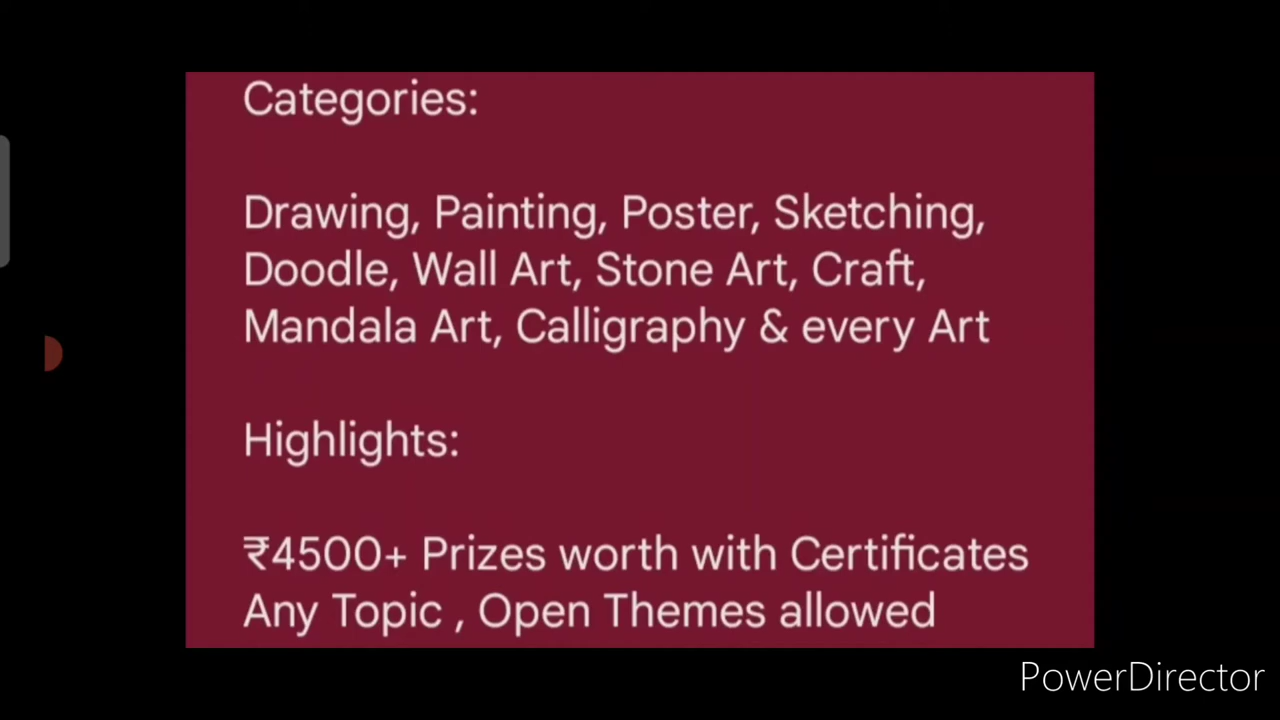 Categories:
Drawing, Painting, Poster, Sketching,
Doodle, Wall Art, Stone Art, Craft,
Mandala Art, Calligraphy & every Art
Highlights:
₹4500+ Prizes worth with Certificates
Any Topic , Open Themes allowed
PowerDirector